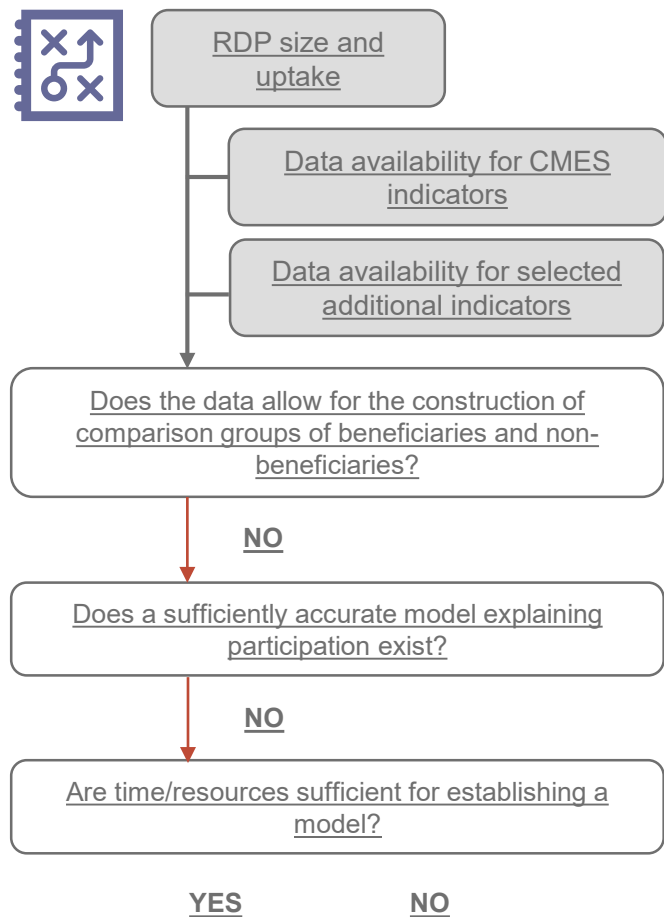 RDP size and
uptake
Data availability for CMES
indicators
Data availability for selected
additional indicators
Does the data allow for the construction of
comparison groups of beneficiaries and non-
beneficiaries?
NO
Does a sufficiently accurate model explaining
participation exist?
NO
Are time/resources sufficient for establishing a
model?
YES NO